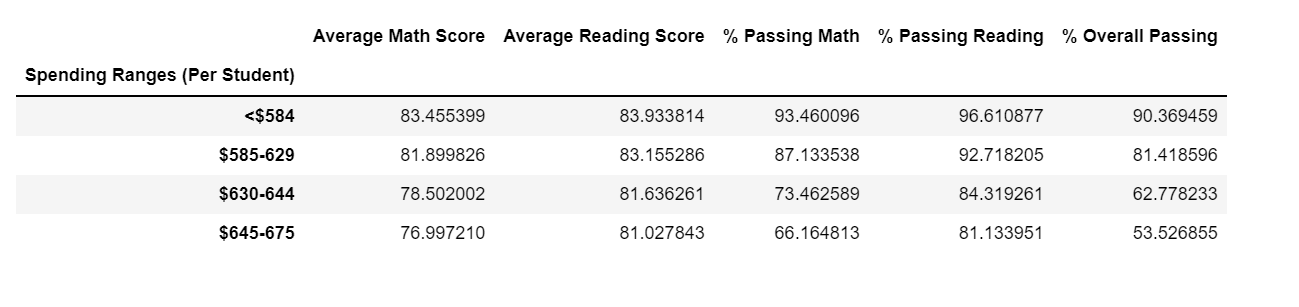 Average Math Score Average Reading Score % Passing Math % Passing Reading % Overall Passing
Spending Ranges (Per Student)
<$584 83.455399 83.933814 93.460096 96.610877 90.369459
$585-629 81.899826 83.155286 87.133538 92.718205 81.418596
$630-644 78.502002 81.636261 73.462589 84.319261 62.778233
$645-675 76.997210 81.027843 66.164813 81.133951 53.526855